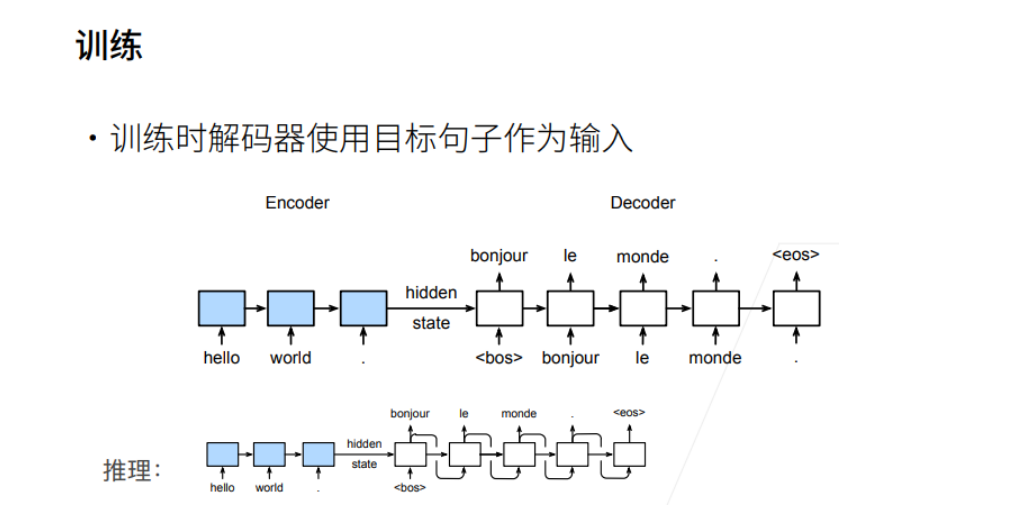 训练
• 训练时解码器使用目标句子作为输入
Encoder Decoder
bonjour le monde . <eos>
hidden
state
hello world . <bos> bonjour le monde .
bonjour le monde . <eos>
hidden
推理: state
hello world . <bos>